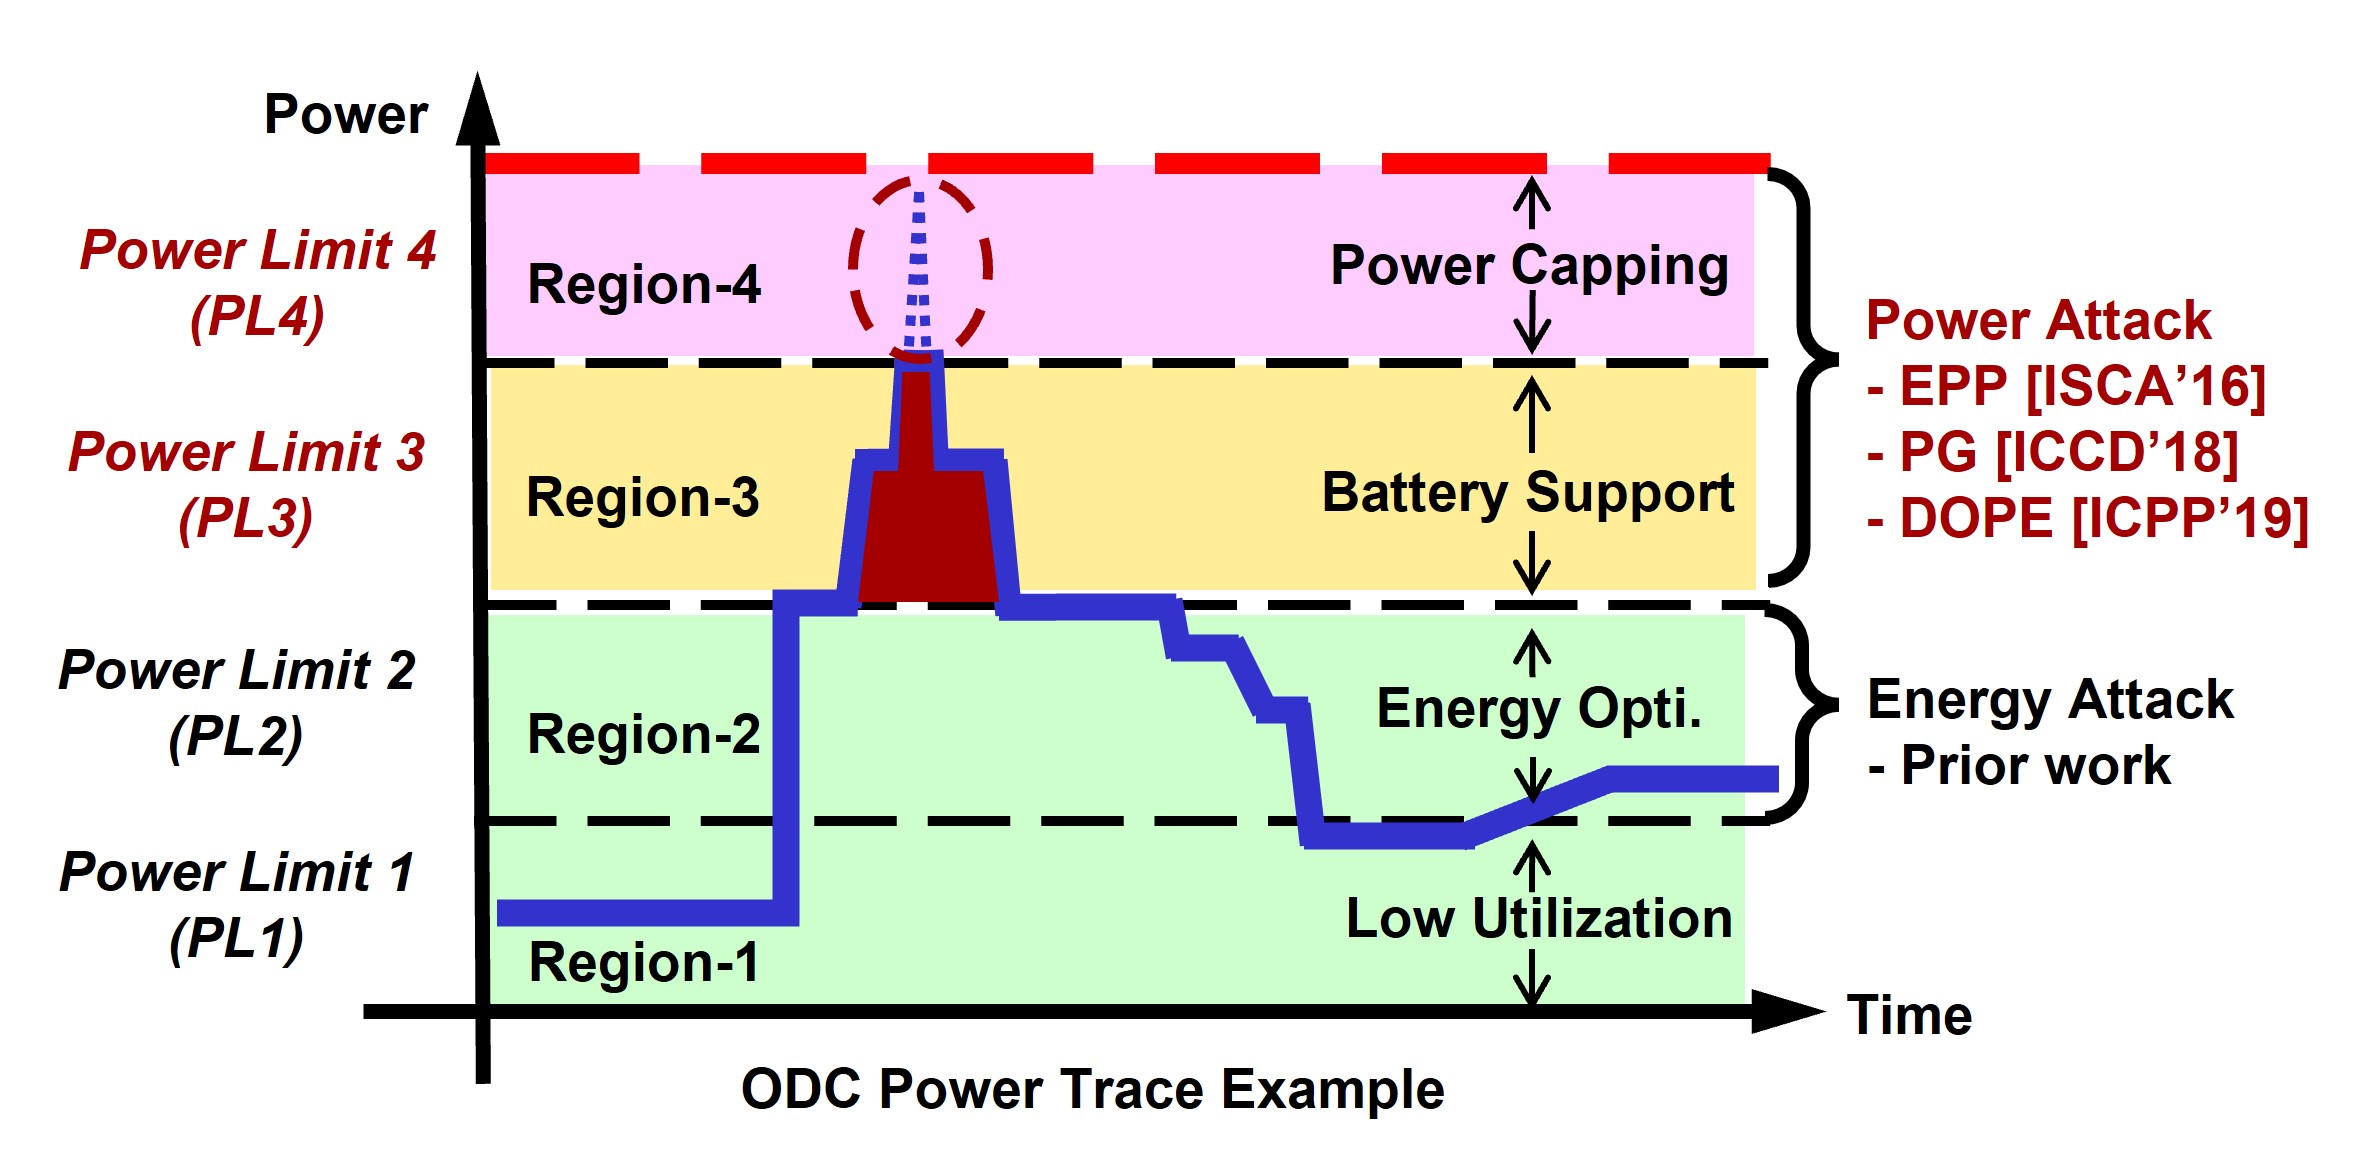 Power
Power Limit 4
(PL4)
Region-4
Power Capping
Power Limit 3
(PL3)
Region-3
Battery Support
Power Attack
- EPP [ISCA’16]
- PG [ICCD’18]
- DOPE [ICPP’19]
Power Limit 2
(PL2)
Region-2
Energy Opti.
Energy Attack
- Prior work
Power Limit 1
(PL1)
Region-1
Low Utilization
Time
ODC Power Trace Example